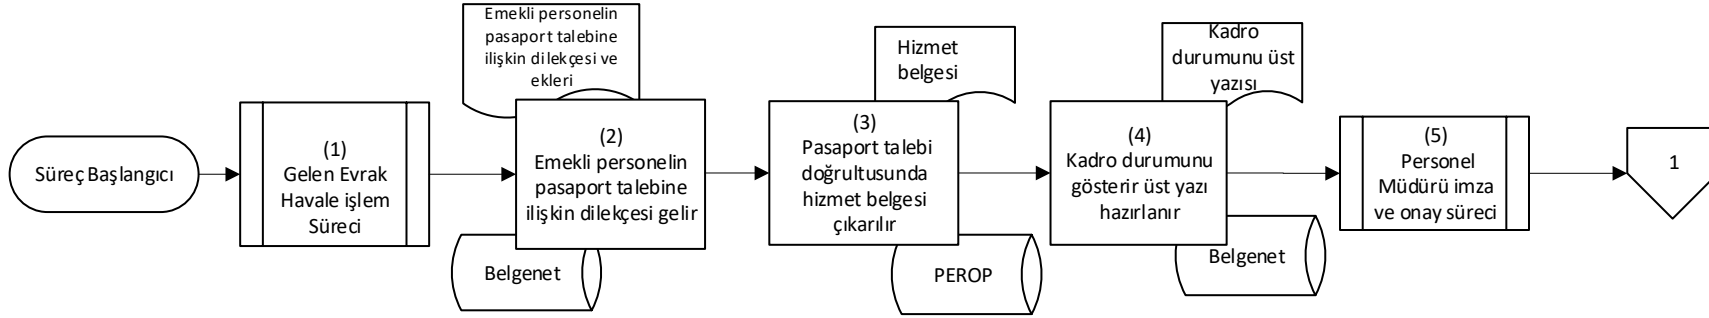 Süreç Başlangıcı
(1)
Gelen Evrak
Havale işlem
Süreci
Emekli personelin
pasaport talebine
ilişkin dilekçesi ve
ekleri
(2)
Emekli personelin
pasaport talebine
ilişkin dilekçesi gelir
Belgenet
Hizmet
belgesi
(3)
Pasaport talebi
doğrultusunda
hizmet belgesi
çıkarılır
PEROP
Kadro
durumunu üst
yazısı
(4)
Kadro durumunu
gösterir üst yazı
hazırlanır
Belgenet
(5)
Personel
Müdürü imza
ve onay süreci
1